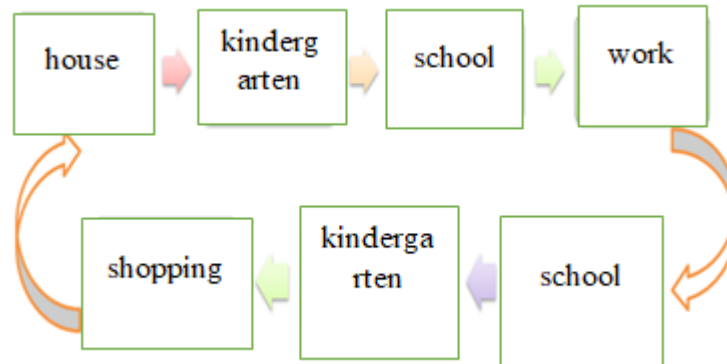 house
kinderg
arten
school
work
shopping
kinderga
rten
school